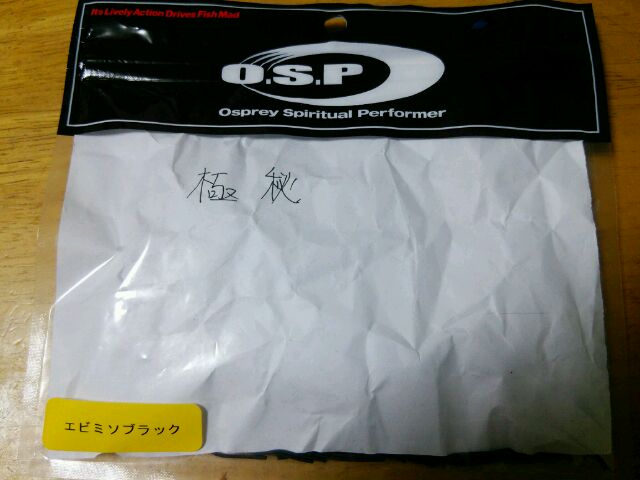 Its Lively Action Drives Fish Mad
O.S.P
Osprey Spiritual Performer
極秘
エビミソブラック